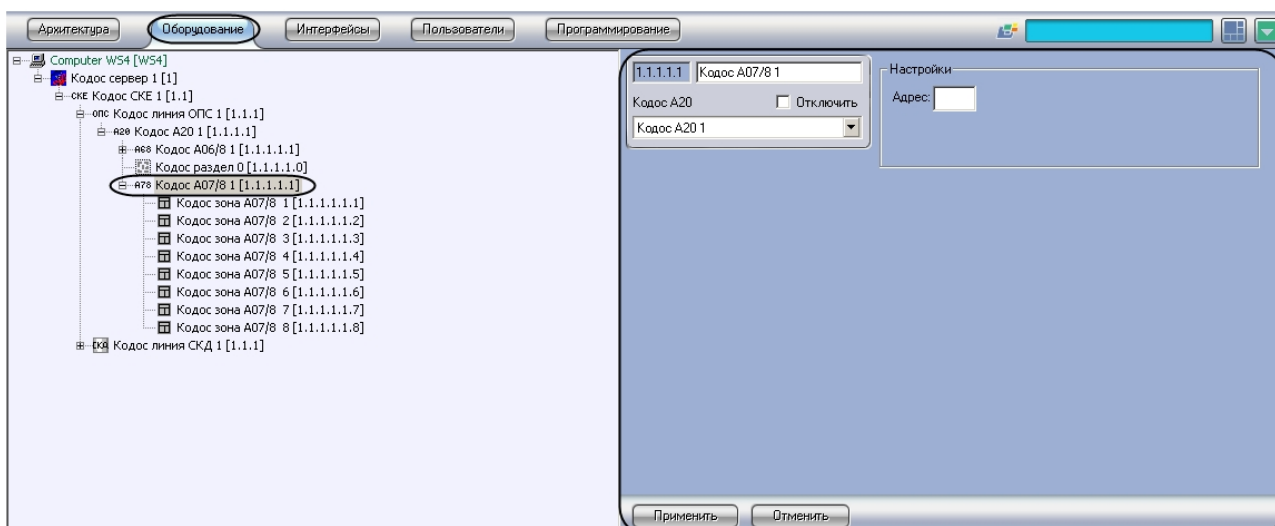 Архитектура Оборудование Интерфейсы Пользователи Программирование
Computer WS4 [WS4]
Кодос сервер 1 [1]
СКЕ Кодос СКЕ 1 [1.1]
ОПС Кодос линия ОПС 1 [1.1.1]
А20 Кодос А20 1 [1.1.1.1]
А68 Кодос А06/8 1 [1.1.1.1.1]
Кодос раздел 0 [1.1.1.1.0]
А78 Кодос А07/8 1 [1.1.1.1.1]
Кодос зона А07/8 1 [1.1.1.1.1.1]
Кодос зона А07/8 2 [1.1.1.1.1.2]
Кодос зона А07/8 3 [1.1.1.1.1.3]
Кодос зона А07/8 4 [1.1.1.1.1.4]
Кодос зона А07/8 5 [1.1.1.1.1.5]
Кодос зона А07/8 6 [1.1.1.1.1.6]
Кодос зона А07/8 7 [1.1.1.1.1.7]
Кодос зона А07/8 8 [1.1.1.1.1.8]
СКД Кодос линия СКД 1 [1.1.1]
1.1.1.1.1 Кодос А07/8 1
Кодос А20 Отключить
Кодос А20 1
Настройки
Адрес:
Применить Отменить